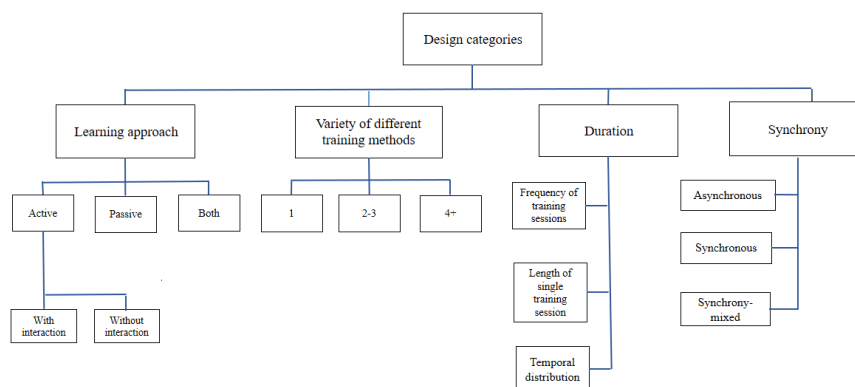 Design categories
Learning approach
Variety of different
training methods
Duration
Synchrony
Active
Passive
Both
1
2-3
4+
Frequency of
training
sessions
Asynchronous
Synchronous
Length of
single
training
session
Synchrony-
mixed
With
interaction
Without
interaction
Temporal
distribution